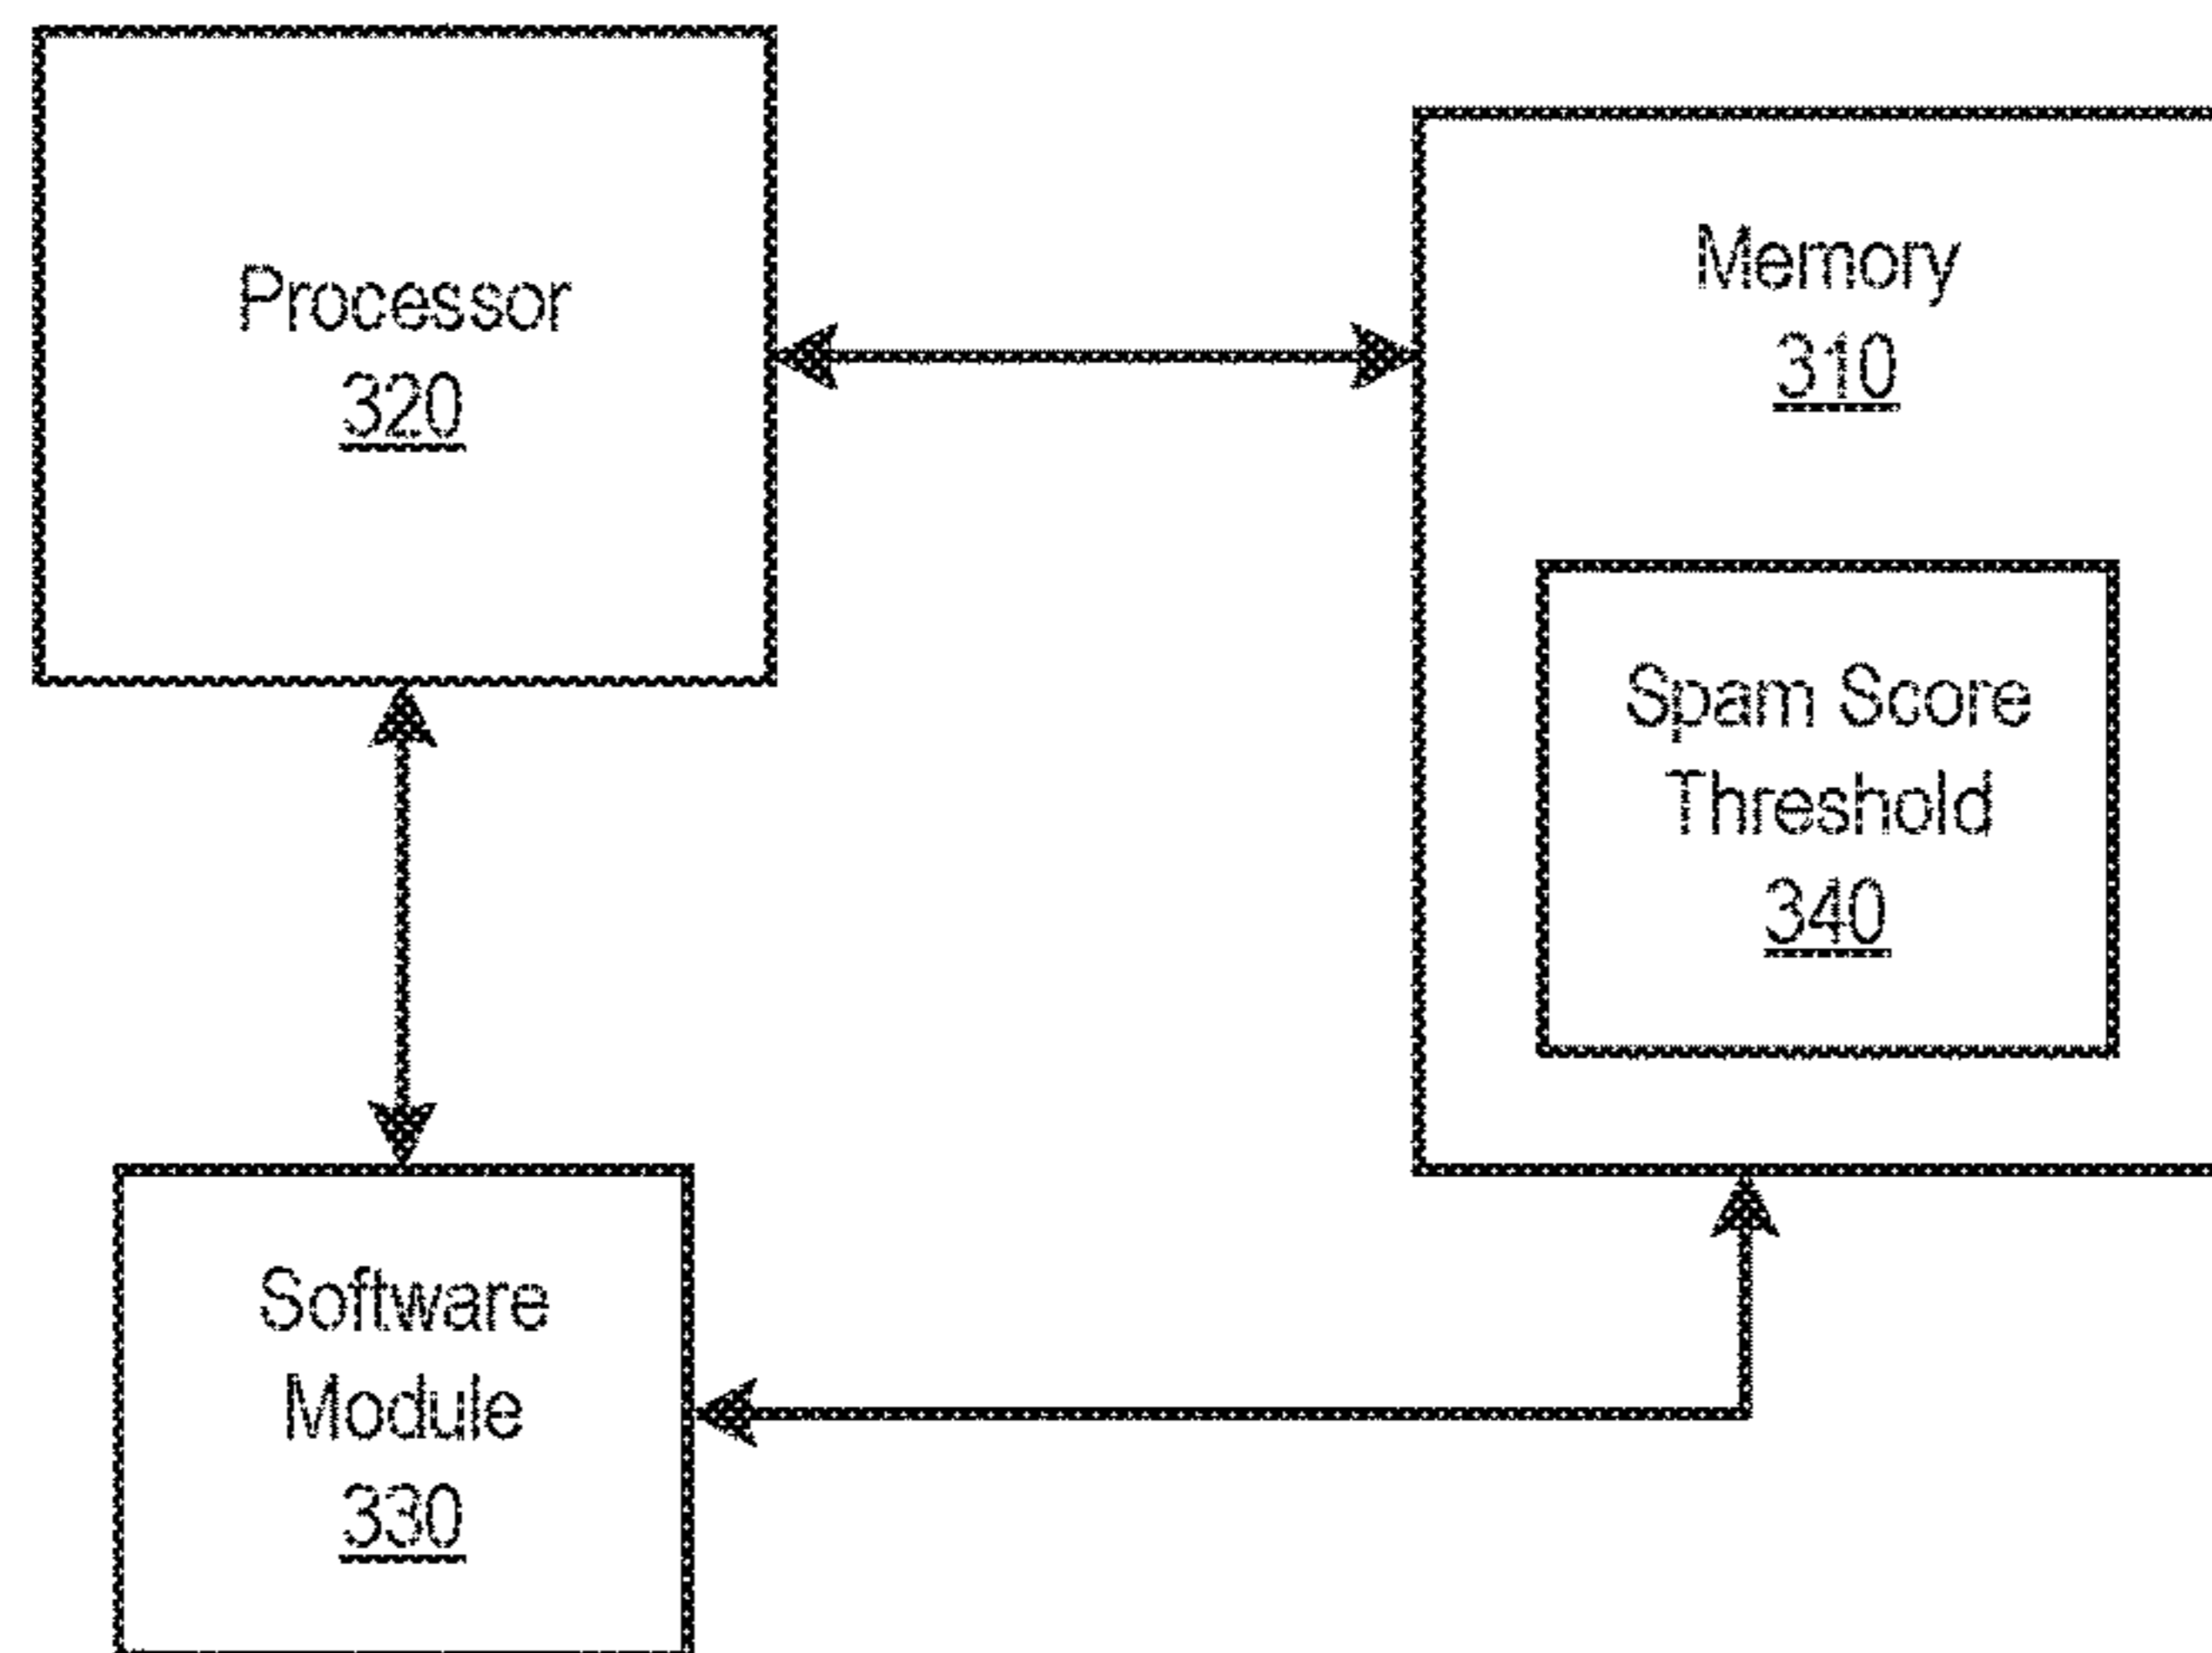 Processor
320
Memory
310
Spam Score
Threshold
340
Software
Module
330